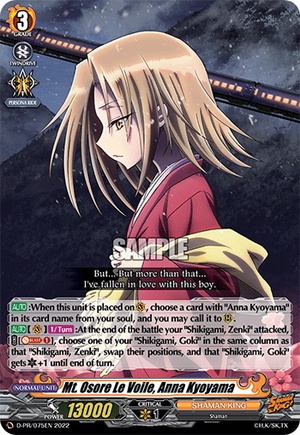 3
GRADE
TWINDRIVE
PERSONA RIDE
SAMPLE
But... But more than that...
I've fallen in love with this boy.
AUTO :When this unit is placed on , choose a card with "Anna Kyoyama"
in its card name from your soul, and you may call it to .
AUTO 1/Turn :At the end of the battle your "Shikigami, Zenki" attacked,
, choose one of your "Shikigami, Goki" in the same column as
that "Shikigami, Zenki", swap their positions, and that "Shikigami, Goki"
gets +1 until end of turn.
NORMAL UNIT
Mt. Osore Le Voile, Anna Kyoyama
POWER 13000 CRITICAL 1
SHAMAN KING
Shaman
D-PR/075EN 2022
©H.T.K/SK,TX